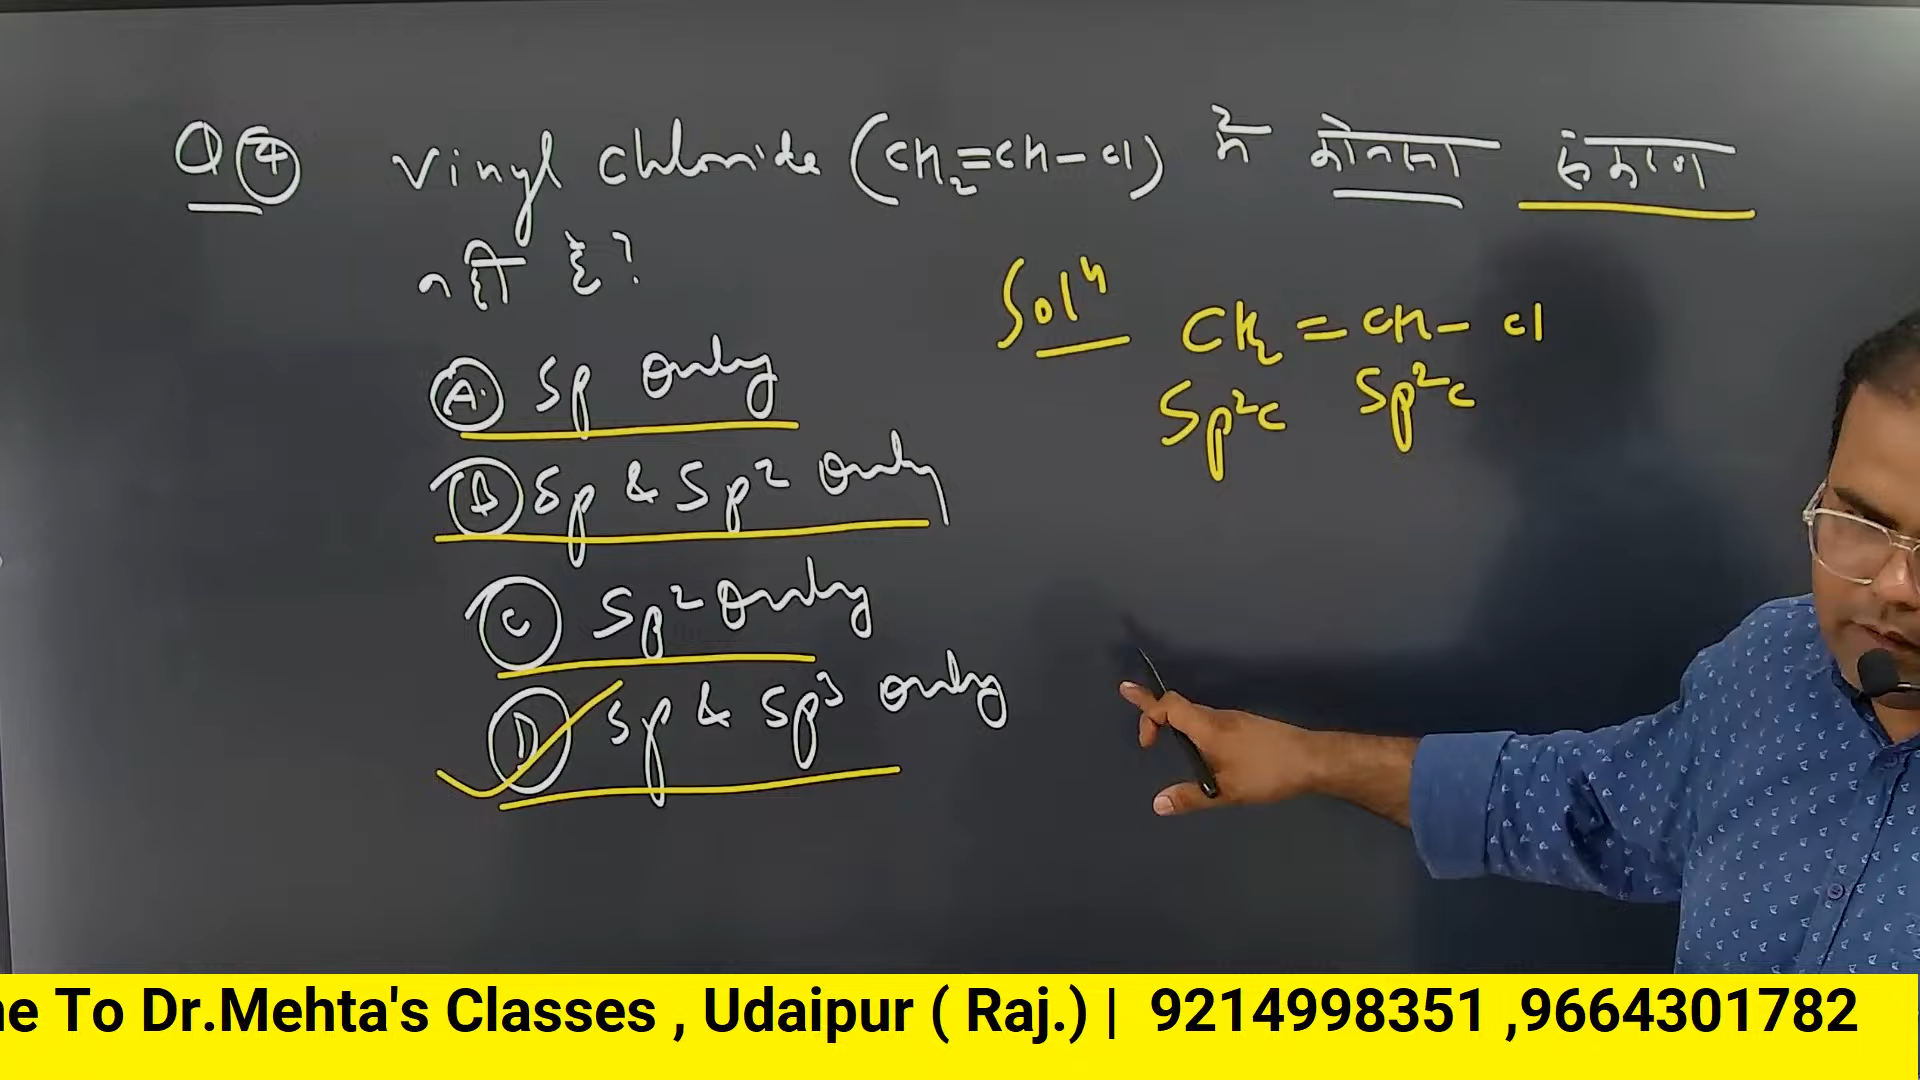 Q④ Vinyl chloride (CH₂=CH-Cl) में कोनसा संकरण
नही है?
Ⓐ Sp only
Ⓑ Sp & Sp² only
Ⓒ Sp² only
Ⓓ Sp & Sp³ only
Solⁿ CH₂ = CH - Cl
Sp²c Sp²c
e To Dr.Mehta's Classes , Udaipur ( Raj.) | 9214998351 ,9664301782